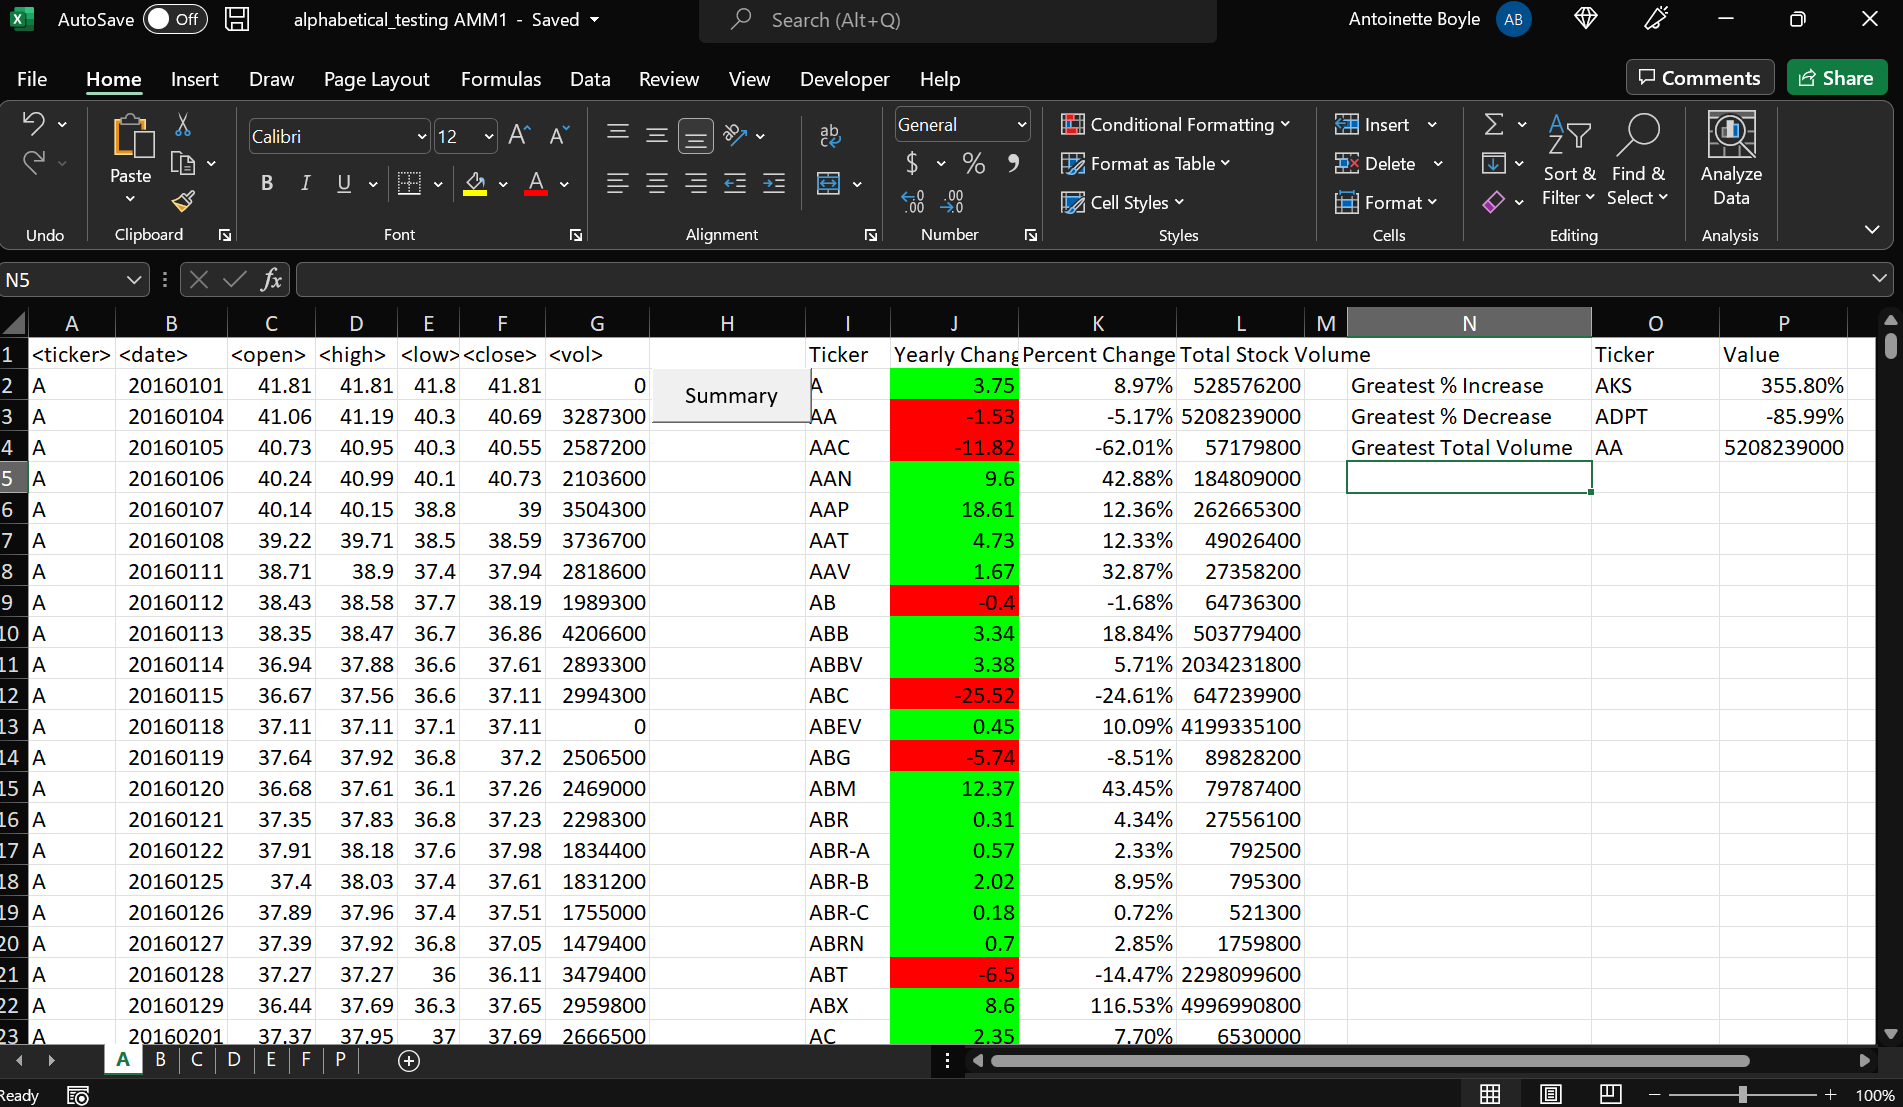 AutoSave Off alphabetical_testing AMM1 - Saved Search (Alt+Q) Antoinette Boyle AB
File Home Insert Draw Page Layout Formulas Data Review View Developer Help Comments Share
Calibri 12 ab General Conditional Formatting Insert
Paste B I U $ % Format as Table Delete Sort & Filter Find & Select Analyze Data
Cell Styles Format
Undo Clipboard Font Alignment Number Styles Cells Editing Analysis
N5 fx
A B C D E F G H I J K L M N O P
1 <ticker> <date> <open> <high> <low> <close> <vol> Ticker Yearly Chang Percent Change Total Stock Volume Ticker Value
2 A 20160101 41.81 41.81 41.8 41.81 0 A 3.75 8.97% 528576200 Greatest % Increase AKS 355.80%
Summary
3 A 20160104 41.06 41.19 40.3 40.69 3287300 AA -1.53 -5.17% 5208239000 Greatest % Decrease ADPT -85.99%
4 A 20160105 40.73 40.95 40.3 40.55 2587200 AAC -11.82 -62.01% 57179800 Greatest Total Volume AA 5208239000
5 A 20160106 40.24 40.99 40.1 40.73 2103600 AAN 9.6 42.88% 184809000
6 A 20160107 40.14 40.15 38.8 39 3504300 AAP 18.61 12.36% 262665300
7 A 20160108 39.22 39.71 38.5 38.59 3736700 AAT 4.73 12.33% 49026400
8 A 20160111 38.71 38.9 37.4 37.94 2818600 AAV 1.67 32.87% 27358200
9 A 20160112 38.43 38.58 37.7 38.19 1989300 AB -0.4 -1.68% 64736300
10 A 20160113 38.35 38.47 36.7 36.86 4206600 ABB 3.34 18.84% 503779400
11 A 20160114 36.94 37.88 36.6 37.61 2893300 ABBV 3.38 5.71% 2034231800
12 A 20160115 36.67 37.56 36.6 37.11 2994300 ABC -25.52 -24.61% 647239900
13 A 20160118 37.11 37.11 37.1 37.11 0 ABEV 0.45 10.09% 4199335100
14 A 20160119 37.64 37.92 36.8 37.2 2506500 ABG -5.74 -8.51% 89828200
15 A 20160120 36.68 37.61 36.1 37.26 2469000 ABM 12.37 43.45% 79787400
16 A 20160121 37.35 37.83 36.8 37.23 2298300 ABR 0.31 4.34% 27556100
17 A 20160122 37.91 38.18 37.6 37.98 1834400 ABR-A 0.57 2.33% 792500
18 A 20160125 37.4 38.03 37.4 37.61 1831200 ABR-B 2.02 8.95% 795300
19 A 20160126 37.89 37.96 37.4 37.51 1755000 ABR-C 0.18 0.72% 521300
20 A 20160127 37.39 37.92 36.8 37.05 1479400 ABRN 0.7 2.85% 1759800
21 A 20160128 37.27 37.27 36 36.11 3479400 ABT -6.5 -14.47% 2298099600
22 A 20160129 36.44 37.69 36.3 37.65 2959800 ABX 8.6 116.53% 4996990800
23 A 20160201 37.37 37.95 37 37.69 2666500 AC 2.35 7.70% 6530000
A B C D E F P
Ready 100%